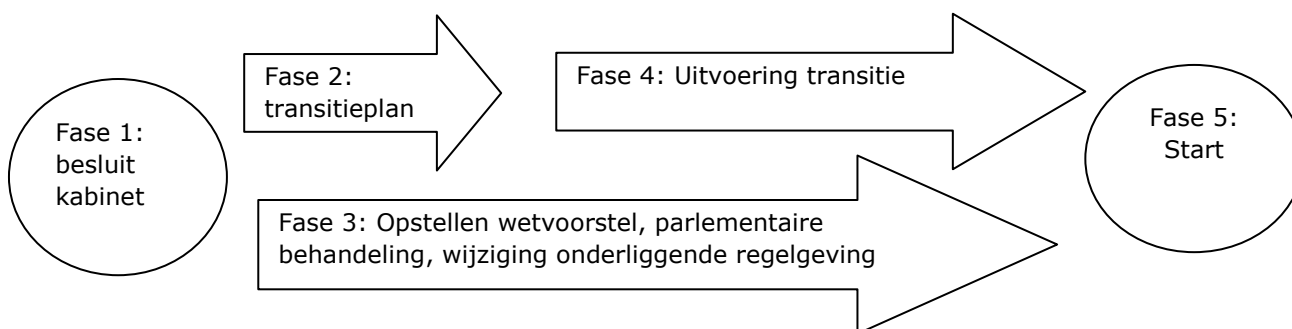 Fase 1:
besluit
kabinet
Fase 2:
transitieplan
Fase 3: Opstellen wetvoorstel, parlementaire
behandeling, wijziging onderliggende regelgeving
Fase 4: Uitvoering transitie
Fase 5:
Start